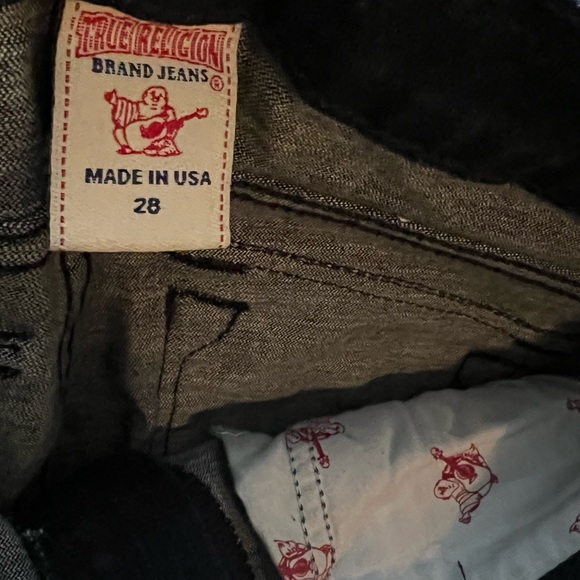 TRUE RELIGION
BRAND JEANS ®
MADE IN USA
28